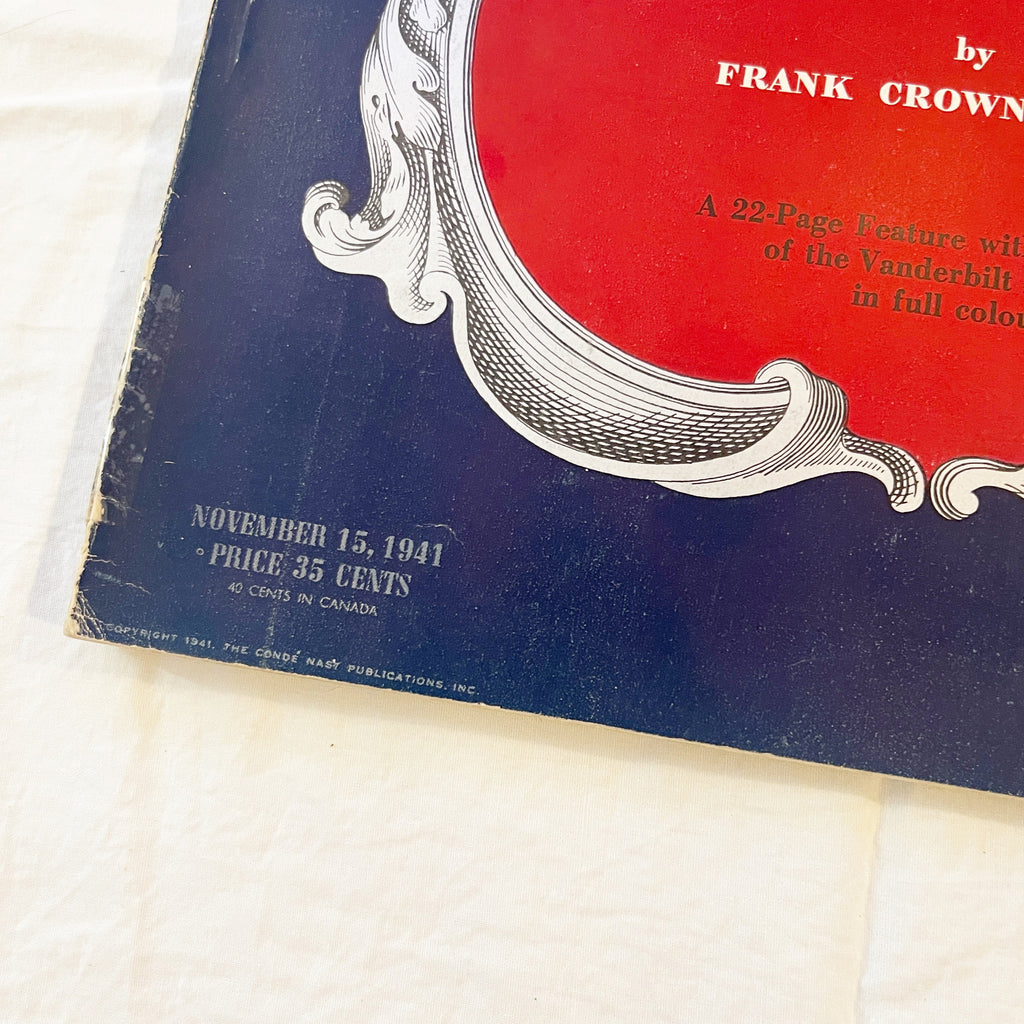 by
FRANK CROWN
A 22-Page Feature wit
of the Vanderbilt
in full colou
NOVEMBER 15, 1941
PRICE 35 CENTS
40 CENTS IN CANADA
COPYRIGHT 1941, THE CONDÉ NAST PUBLICATIONS, INC.